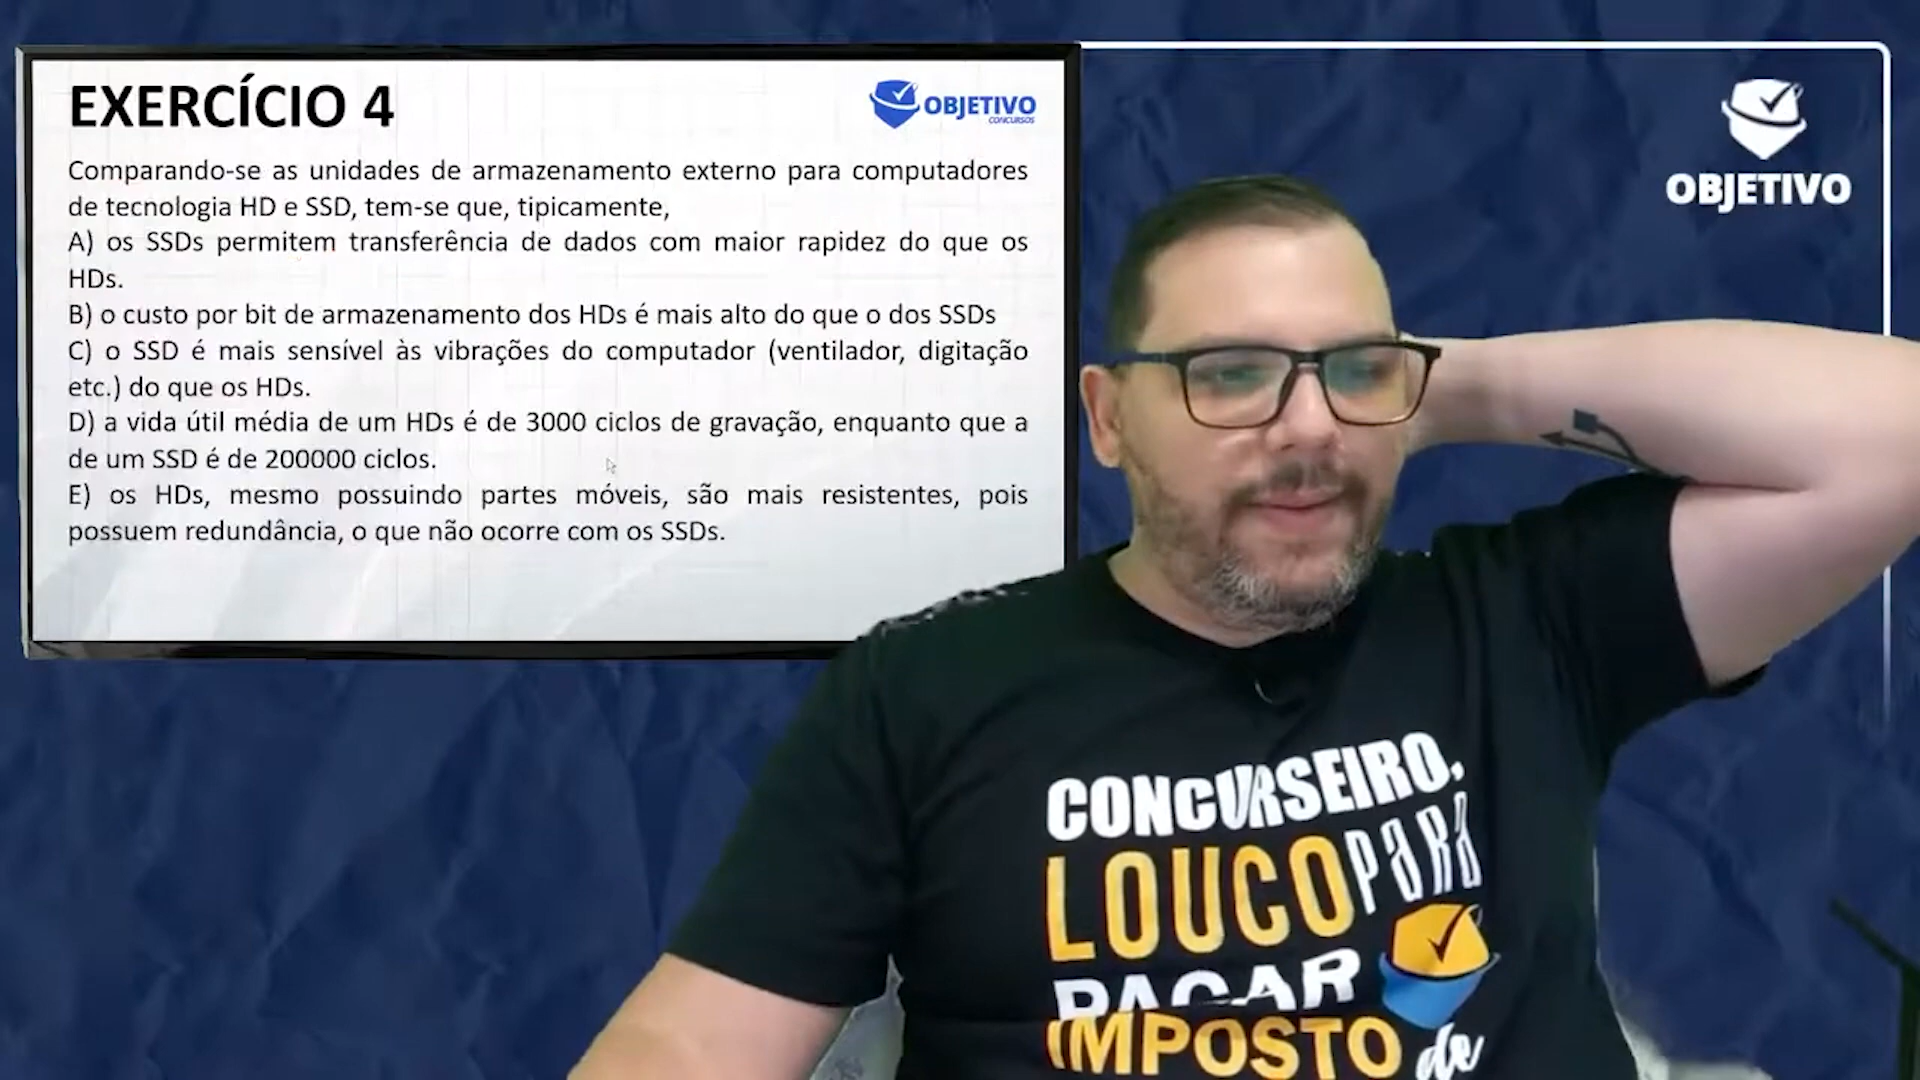 EXERCÍCIO 4
OBJETIVO
CONCURSOS
Comparando-se as unidades de armazenamento externo para computadores
de tecnologia HD e SSD, tem-se que, tipicamente,
A) os SSDs permitem transferência de dados com maior rapidez do que os
HDs.
B) o custo por bit de armazenamento dos HDs é mais alto do que o dos SSDs
C) o SSD é mais sensível às vibrações do computador (ventilador, digitação
etc.) do que os HDs.
D) a vida útil média de um HDs é de 3000 ciclos de gravação, enquanto que a
de um SSD é de 200000 ciclos.
E) os HDs, mesmo possuindo partes móveis, são mais resistentes, pois
possuem redundância, o que não ocorre com os SSDs.
OBJETIVO
CONCURSEIRO,
LOUCO PARA
PAGAR
IMPOSTO de